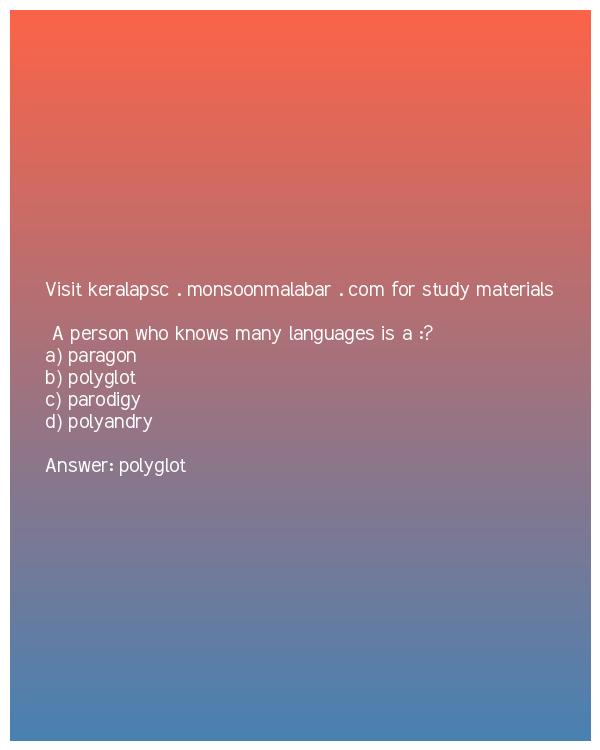 Visit keralapsc . monsoonmalabar . com for study materials
A person who knows many languages is a :?
a) paragon
b) polyglot
c) parodigy
d) polyandry
Answer: polyglot